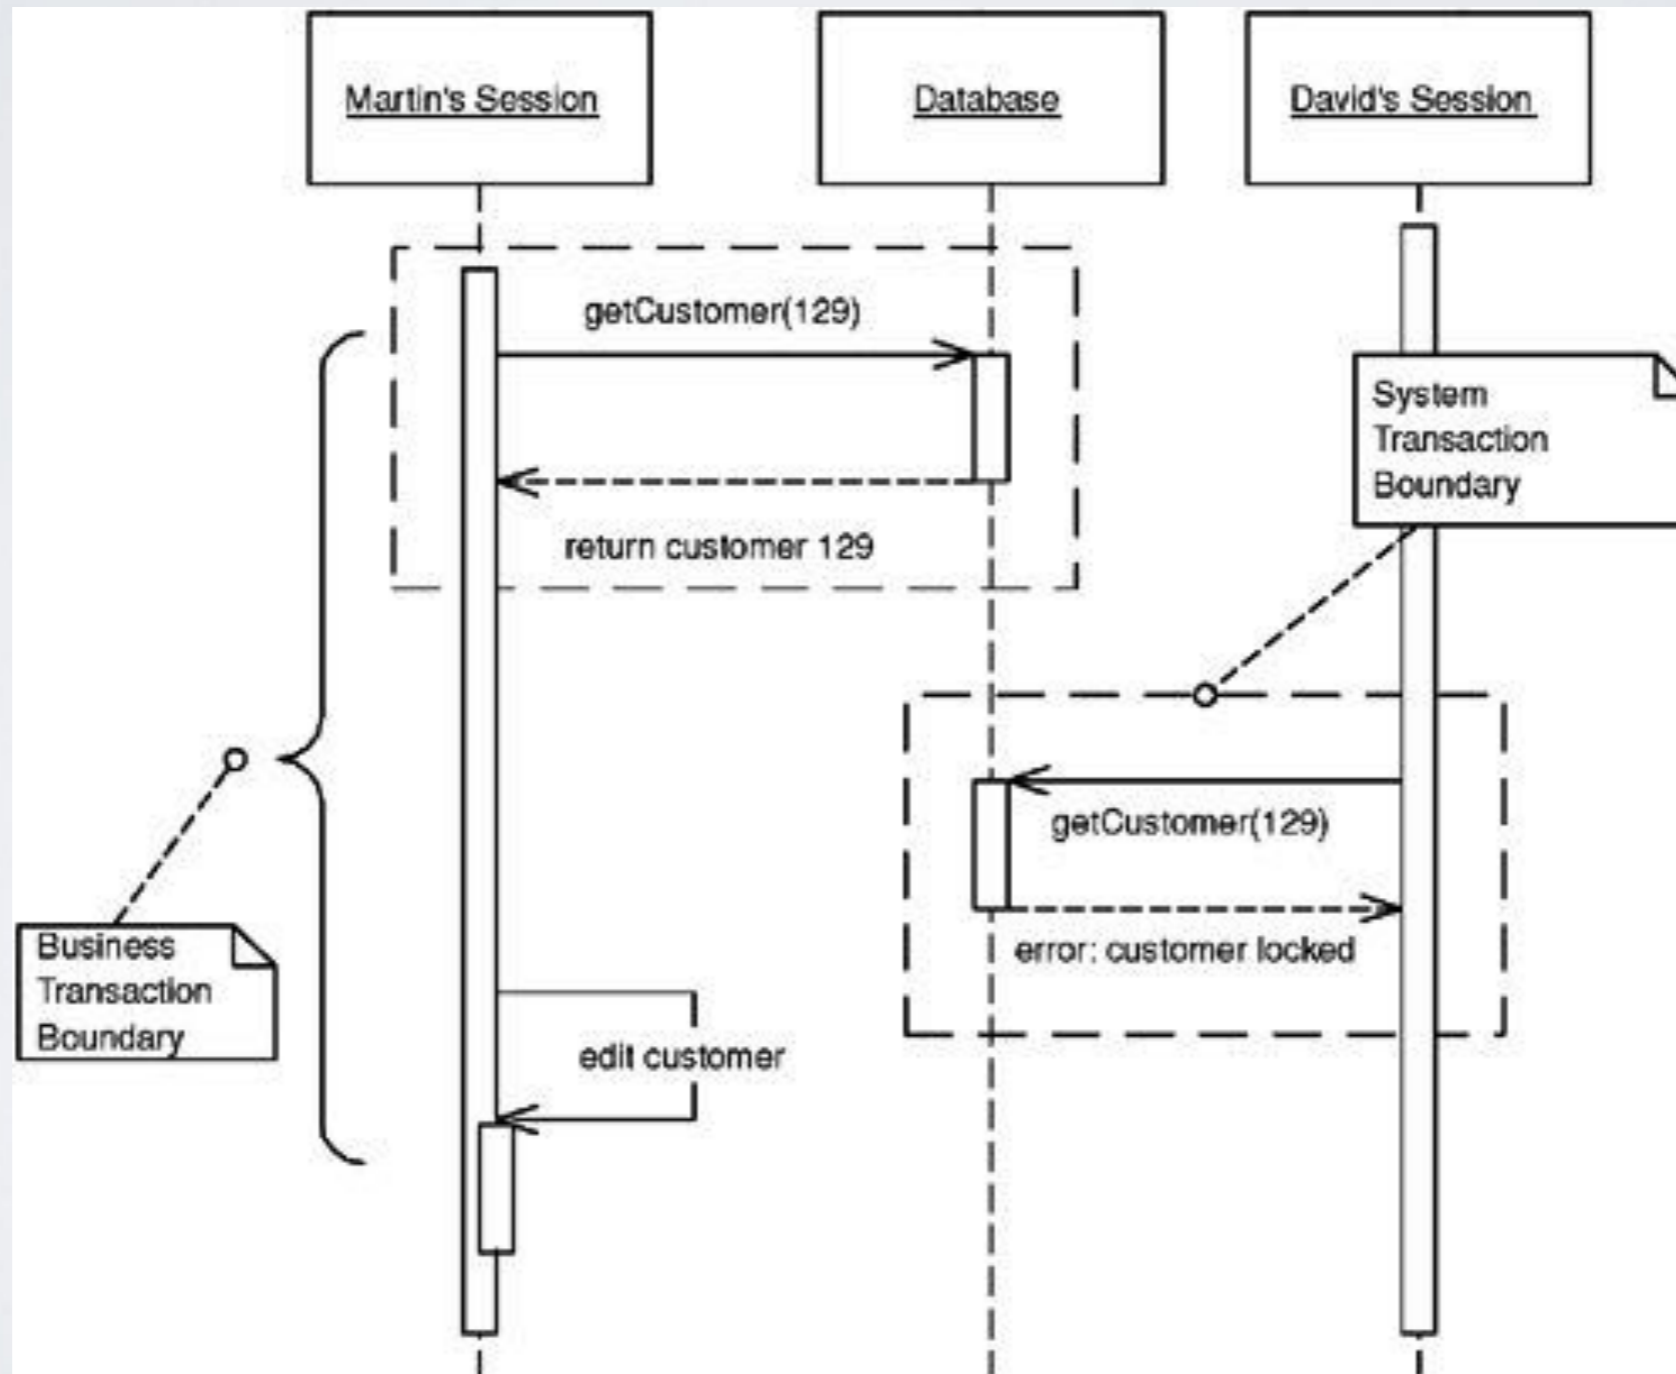 Martin's Session
Database
David's Session
getCustomer(129)
return customer 129
System
Transaction
Boundary
getCustomer(129)
error: customer locked
Business
Transaction
Boundary
edit customer